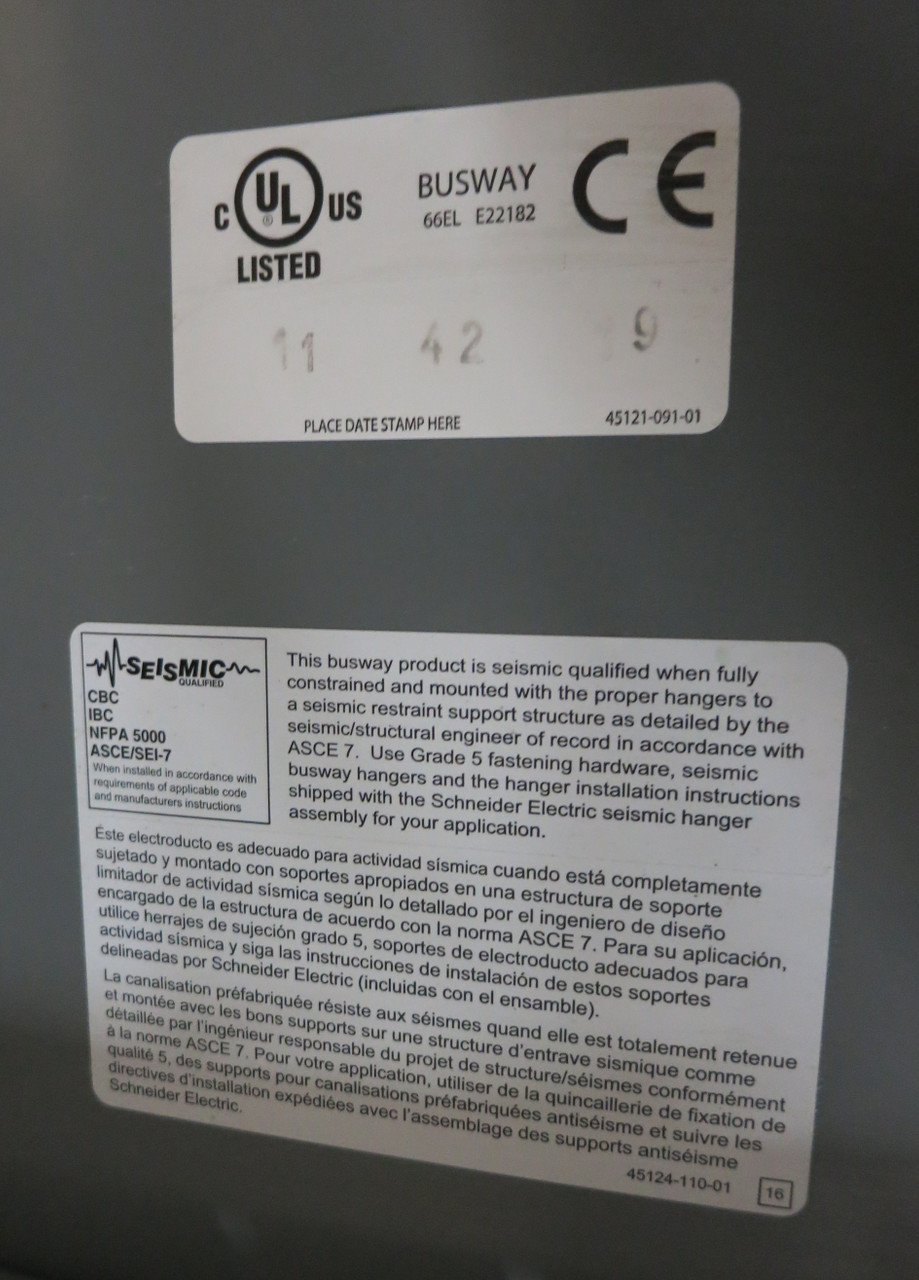 C UL ® US
LISTED
BUSWAY
66EL E22182
CE
11 42 9
PLACE DATE STAMP HERE
45121-091-01
SEISMIC
QUALIFIED
CBC
IBC
NFPA 5000
ASCE/SEI-7
When installed in accordance with
requirements of applicable code
and manufacturers instructions
This busway product is seismic qualified when fully
constrained and mounted with the proper hangers to
a seismic restraint support structure as detailed by the
seismic/structural engineer of record in accordance with
ASCE 7. Use Grade 5 fastening hardware, seismic
busway hangers and the hanger installation instructions
shipped with the Schneider Electric seismic hanger
assembly for your application.
Éste electroducto es adecuado para actividad sísmica cuando está completamente
sujetado y montado con soportes apropiados en una estructura de soporte
limitador de actividad sísmica según lo detallado por el ingeniero de diseño
encargado de la estructura de acuerdo con la norma ASCE 7. Para su aplicación,
utilice herrajes de sujeción grado 5, soportes de electroducto adecuados para
actividad sísmica y siga las instrucciones de instalación de estos soportes
delineadas por Schneider Electric (incluidas con el ensamble).
La canalisation préfabriquée résiste aux séismes quand elle est totalement retenue
et montée avec les bons supports sur une structure d'entrave sismique comme
détaillée par l'ingénieur responsable du projet de structure/séismes conformément
à la norme ASCE 7. Pour votre application, utiliser de la quincaillerie de fixation de
qualité 5, des supports pour canalisations préfabriquées antiséisme et suivre les
directives d'installation expédiées avec l'assemblage des supports antiséisme
Schneider Electric.
45124-110-01
16